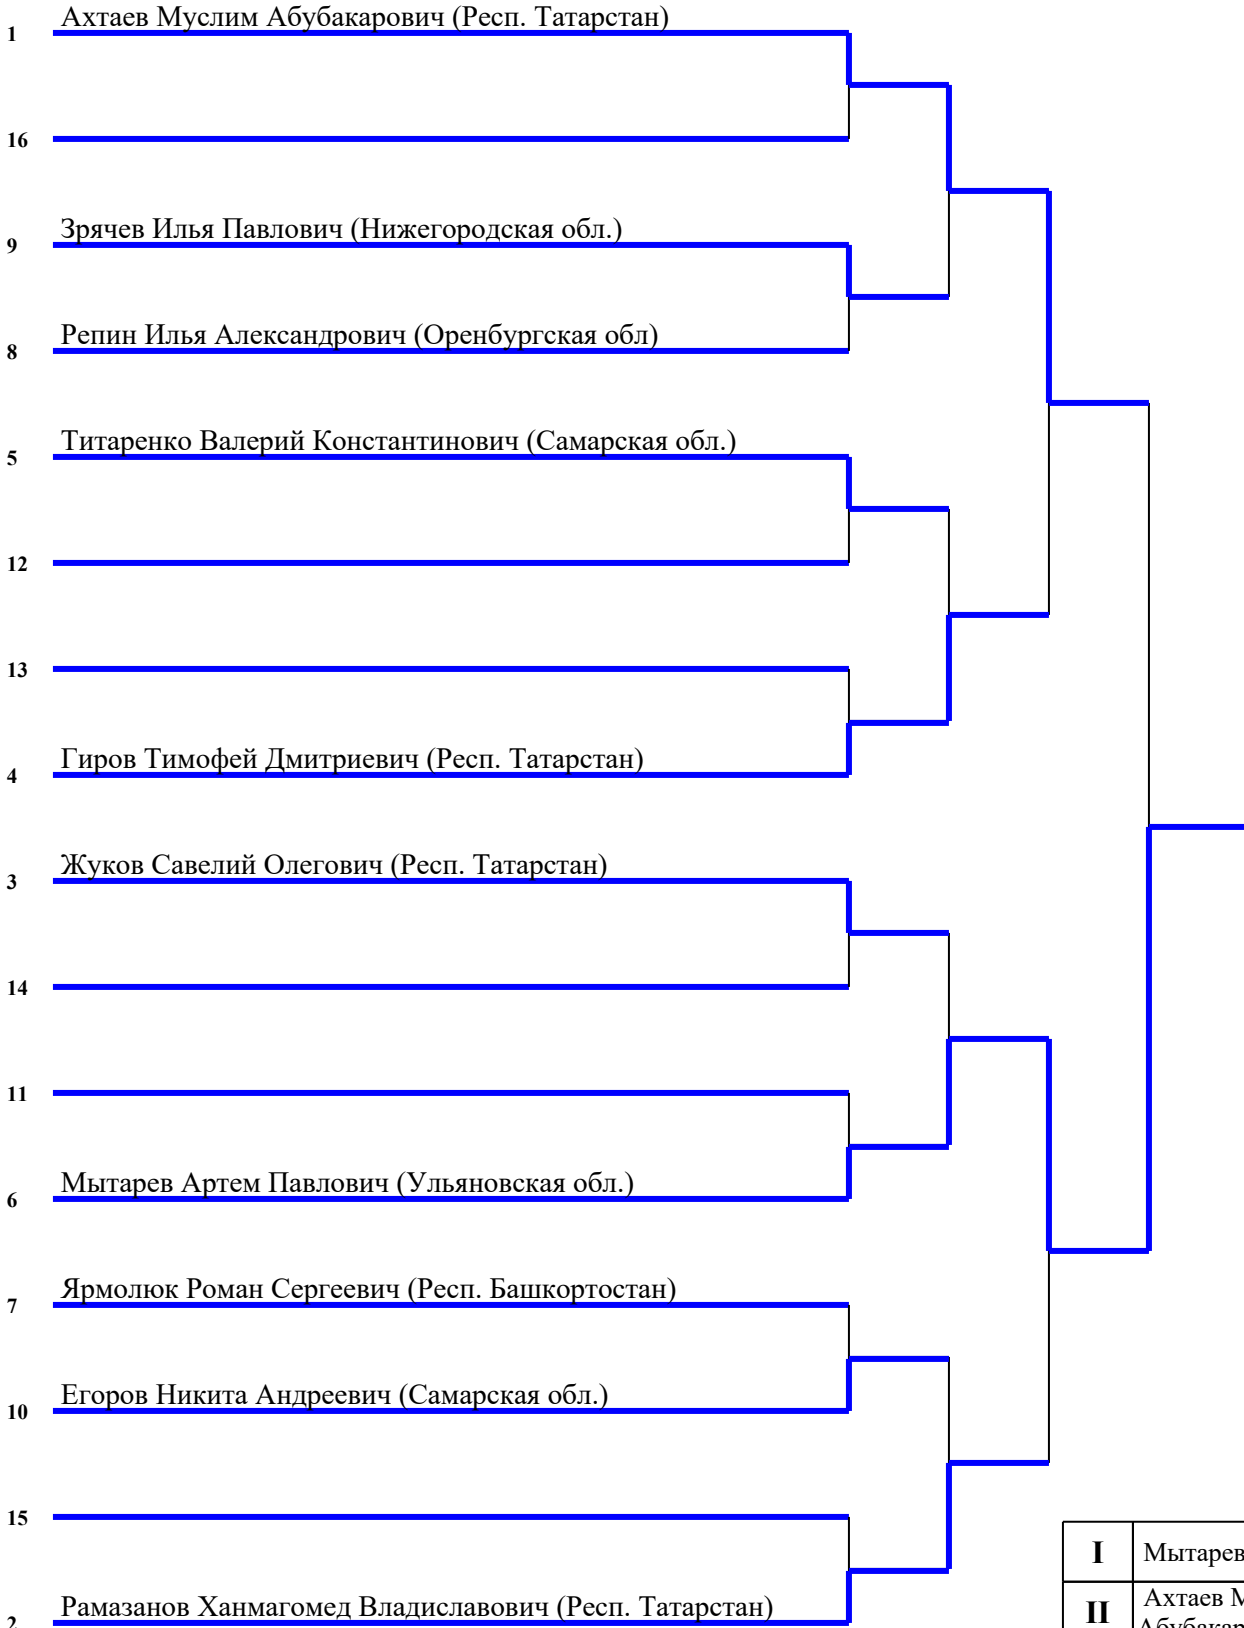 1 Ахтаев Муслим Абубакарович (Респ. Татарстан)
16
9 Зрячев Илья Павлович (Нижегородская обл.)
8 Репин Илья Александрович (Оренбургская обл)
5 Титаренко Валерий Константинович (Самарская обл.)
12
13
4 Гиров Тимофей Дмитриевич (Респ. Татарстан)
3 Жуков Савелий Олегович (Респ. Татарстан)
14
11
6 Мытарев Артем Павлович (Ульяновская обл.)
7 Ярмолюк Роман Сергеевич (Респ. Башкортостан)
10 Егоров Никита Андреевич (Самарская обл.)
15
I Мытарев
II Ахтаев М
2 Рамазанов Ханмагомед Владиславович (Респ. Татарстан)